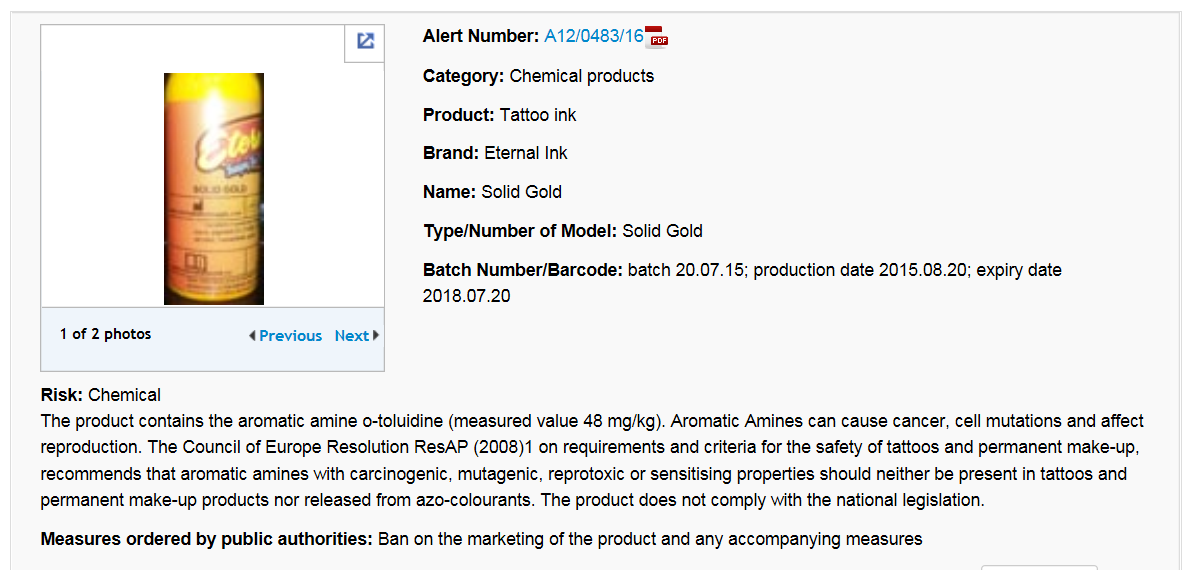 Alert Number: A12/0483/16 PDF
Category: Chemical products
Product: Tattoo ink
Brand: Eternal Ink
Name: Solid Gold
Type/Number of Model: Solid Gold
Batch Number/Barcode: batch 20.07.15; production date 2015.08.20; expiry date
2018.07.20
SOLID GOLD
1 of 2 photos Previous Next
Risk: Chemical
The product contains the aromatic amine o-toluidine (measured value 48 mg/kg). Aromatic Amines can cause cancer, cell mutations and affect
reproduction. The Council of Europe Resolution ResAP (2008)1 on requirements and criteria for the safety of tattoos and permanent make-up,
recommends that aromatic amines with carcinogenic, mutagenic, reprotoxic or sensitising properties should neither be present in tattoos and
permanent make-up products nor released from azo-colourants. The product does not comply with the national legislation.
Measures ordered by public authorities: Ban on the marketing of the product and any accompanying measures